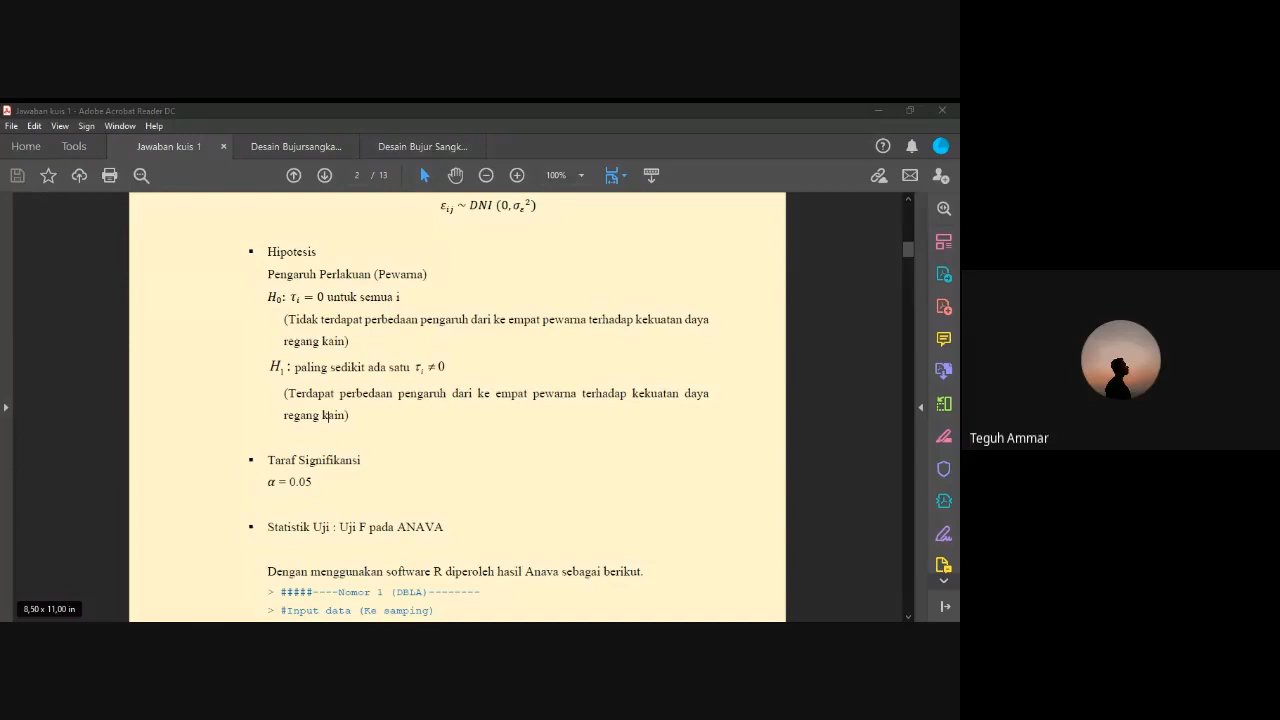 Jawaban kuis 1 - Adobe Acrobat Reader DC
File Edit View Sign Window Help
Home Tools Jawaban kuis 1 × Desain Bujursangka... Desain Bujur Sangk...
2 / 13 100%
ε_ij ~ DNI (0, σ_ε²)
▪ Hipotesis
Pengaruh Perlakuan (Pewarna)
H₀: τᵢ = 0 untuk semua i
(Tidak terdapat perbedaan pengaruh dari ke empat pewarna terhadap kekuatan daya
regang kain)
H₁ : paling sedikit ada satu τᵢ ≠ 0
(Terdapat perbedaan pengaruh dari ke empat pewarna terhadap kekuatan daya
regang kain)
▪ Taraf Signifikansi
α = 0.05
▪ Statistik Uji : Uji F pada ANAVA
Dengan menggunakan software R diperoleh hasil Anava sebagai berikut.
> #####----Nomor 1 (DBLA)--------
> #Input data (Ke samping)
8,50 x 11,00 in
Teguh Ammar